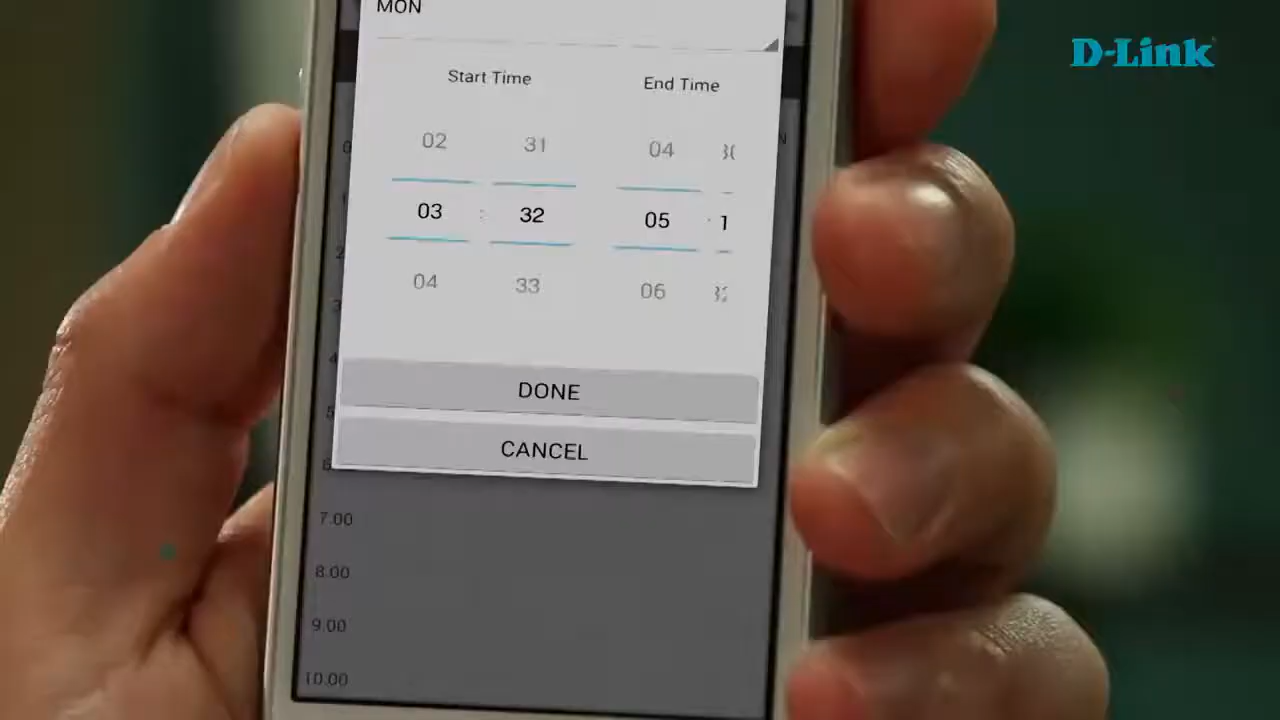 D-Link
MON
Start Time End Time
02 31 04
03 : 32 05 : 1
04 33 06
DONE
CANCEL
7.00
8.00
9.00
10.00